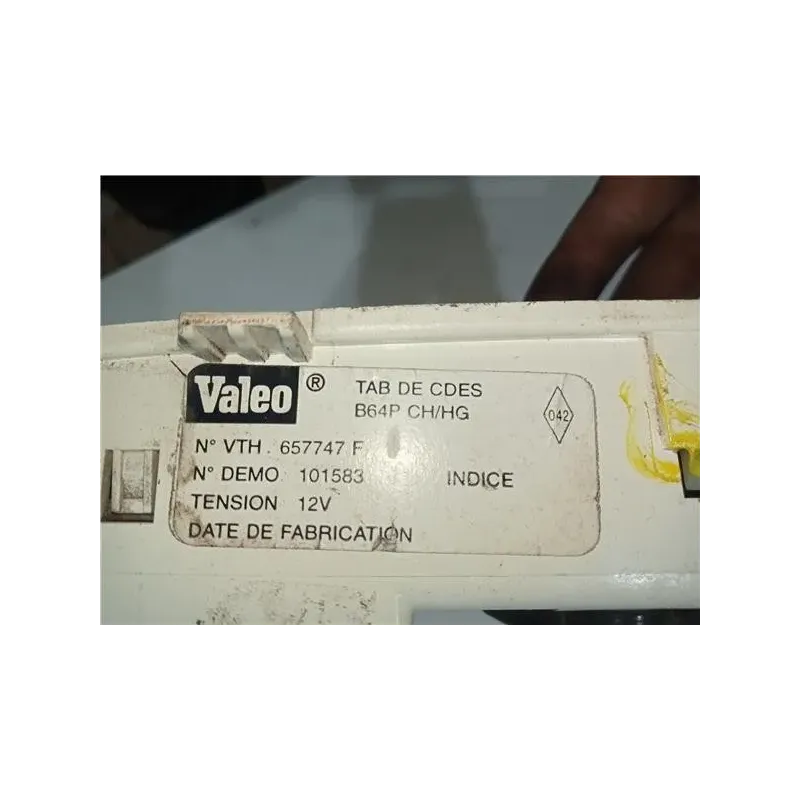 Valeo ®
TAB DE CDES
B64P CH/HG
042
N° VTH. 657747 F
N° DEMO 101583
INDICE
TENSION 12V
DATE DE FABRICATION